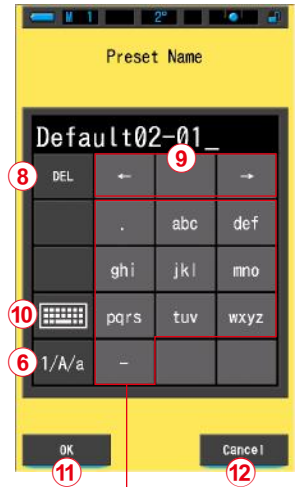 M 1 2°
Preset Name
Default02-01_
9
8 DEL ← →
. abc def
ghi jkl mno
10 pqrs tuv wxyz
6 1/A/a -
OK Cancel
11 12